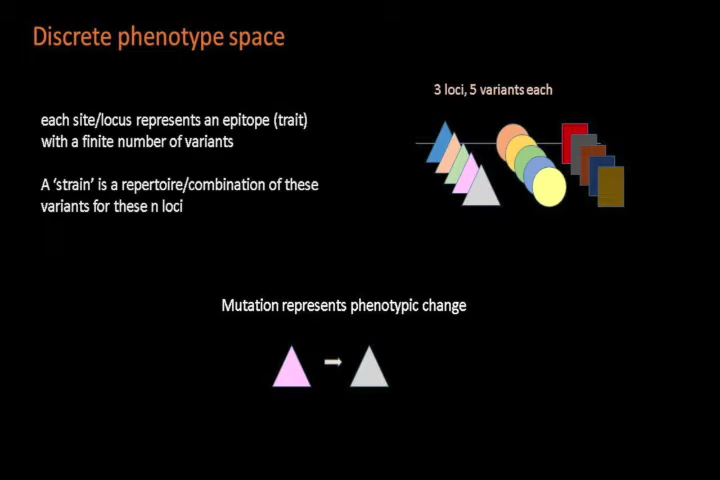 Discrete phenotype space
3 loci, 5 variants each
each site/locus represents an epitope (trait)
with a finite number of variants
A ‘strain’ is a repertoire/combination of these
variants for these n loci
Mutation represents phenotypic change